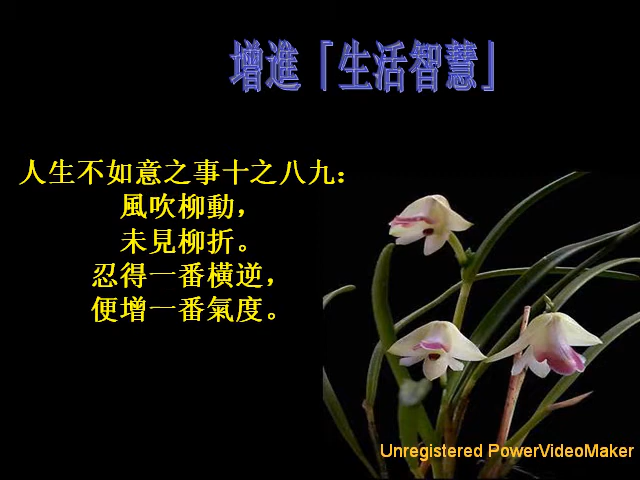 增進「生活智慧」
人生不如意之事十之八九：
風吹柳動，
未見柳折。
忍得一番橫逆，
便增一番氣度。
Unregistered PowerVideoMaker